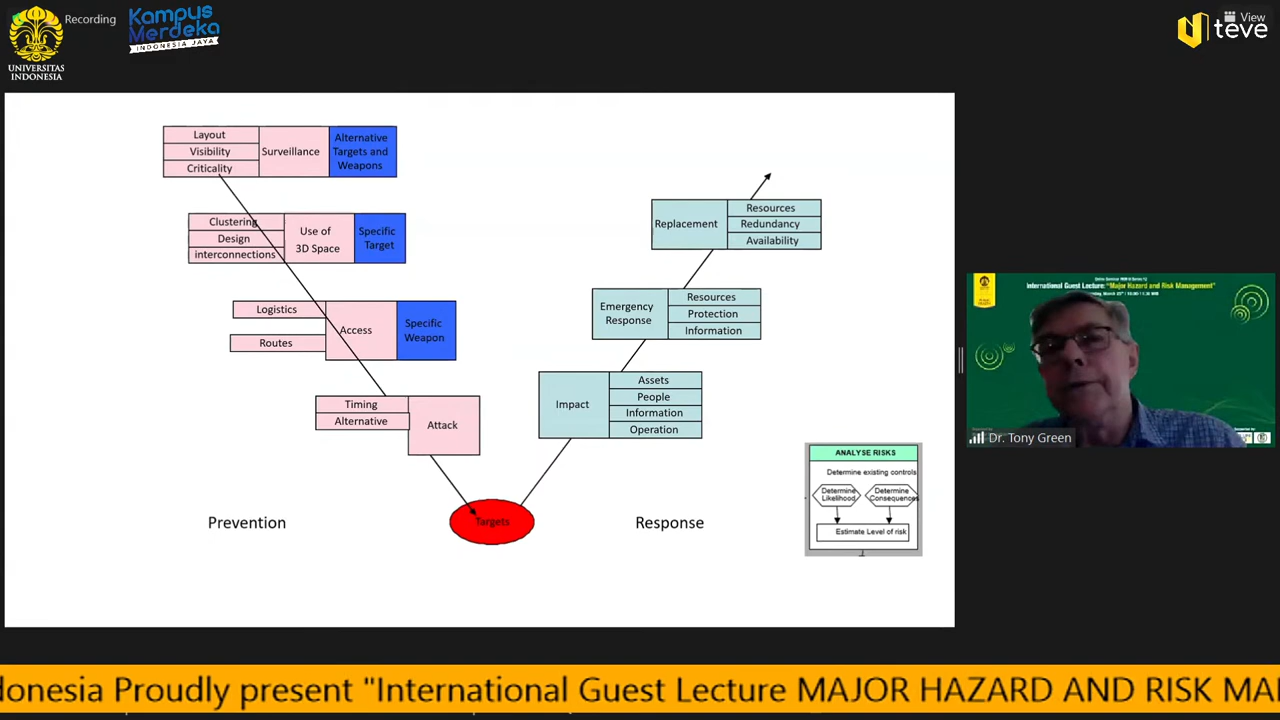 Recording
UNIVERSITAS
INDONESIA
Kampus
Merdeka
INDONESIA JAYA
View
teve
Layout
Visibility
Criticality
Surveillance
Alternative
Targets and
Weapons
Clustering
Design
interconnections
Use of
3D Space
Specific
Target
Logistics
Routes
Access
Specific
Weapon
Timing
Alternative
Attack
Targets
Prevention
Replacement
Resources
Redundancy
Availability
Emergency
Response
Resources
Protection
Information
Impact
Assets
People
Information
Operation
Response
ANALYSE RISKS
Determine existing controls
Determine
Likelihood
Determine
Consequences
Estimate Level of risk
International Guest Lecture: "Major Hazard and Risk Management"
Dr. Tony Green
donesia Proudly present "International Guest Lecture MAJOR HAZARD AND RISK MA